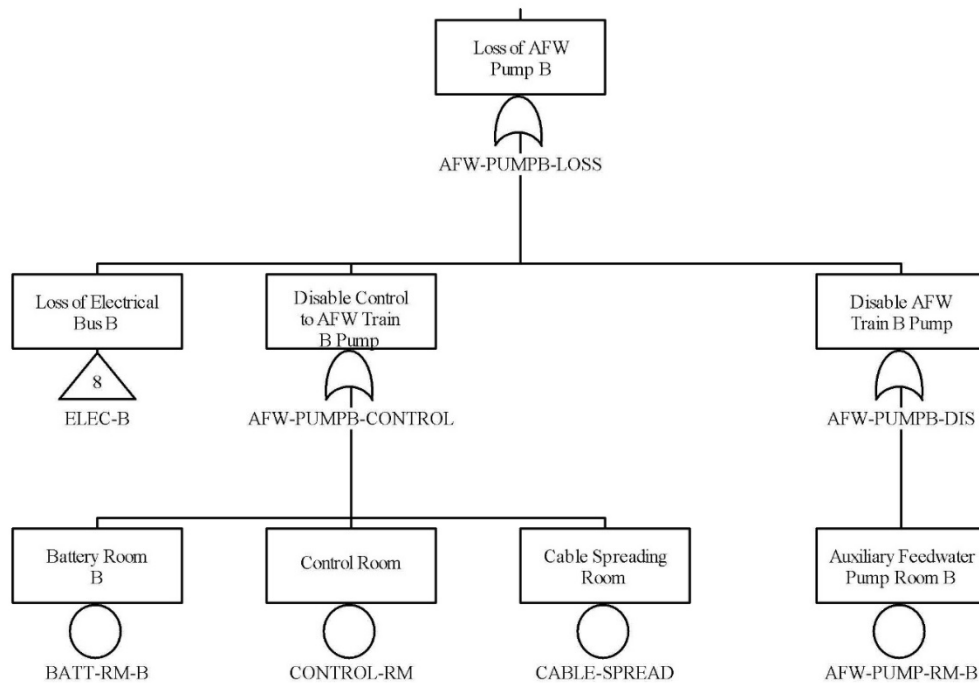 Loss of AFW
Pump B
AFW-PUMPB-LOSS
Loss of Electrical
Bus B
8
ELEC-B
Disable Control
to AFW Train
B Pump
AFW-PUMPB-CONTROL
Disable AFW
Train B Pump
AFW-PUMPB-DIS
Battery Room
B
BATT-RM-B
Control Room
CONTROL-RM
Cable Spreading
Room
CABLE-SPREAD
Auxiliary Feedwater
Pump Room B
AFW-PUMP-RM-B